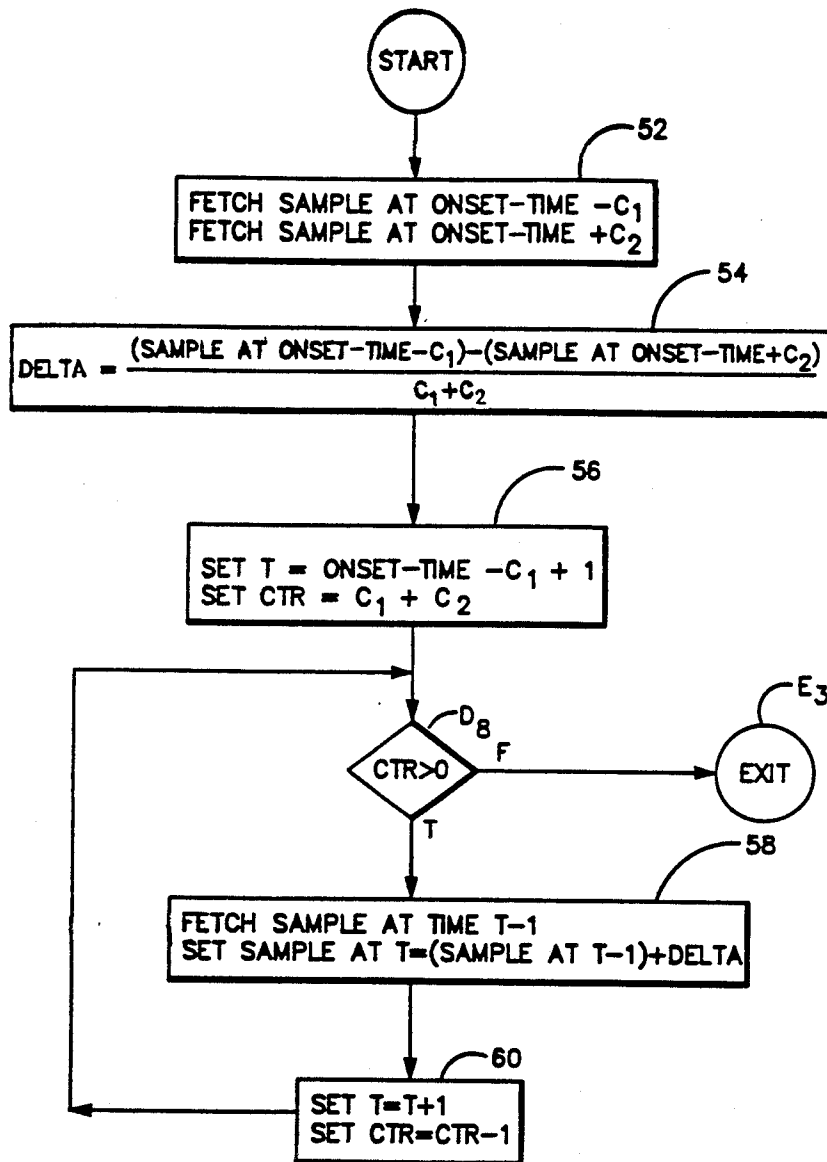 START
52
FETCH SAMPLE AT ONSET-TIME -C₁
FETCH SAMPLE AT ONSET-TIME +C₂
54
DELTA = (SAMPLE AT ONSET-TIME-C₁)-(SAMPLE AT ONSET-TIME+C₂)
C₁+C₂
56
SET T = ONSET-TIME -C₁ + 1
SET CTR = C₁ + C₂
D₈
E₃
CTR>0
F
EXIT
T
58
FETCH SAMPLE AT TIME T-1
SET SAMPLE AT T=(SAMPLE AT T-1)+DELTA
60
SET T=T+1
SET CTR=CTR-1